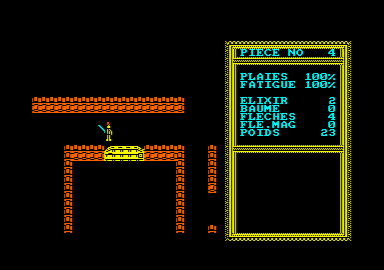 PIECE NO 4
PLAIES 100%
FATIGUE 100%
ELIXIR 2
BAUME 0
FLECHES 4
FLE.MAG 0
POIDS 23